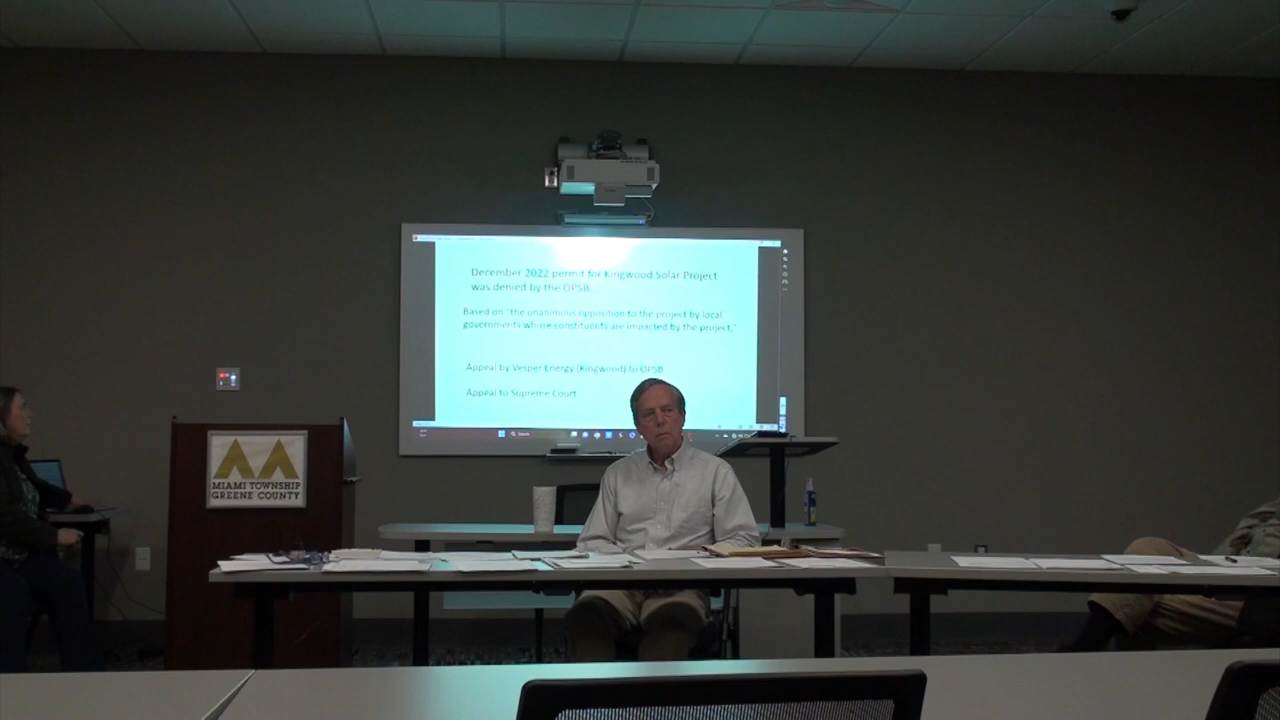 December 2022 permit for Kingwood Solar Project
was denied by the OPSB.
Based on "the unanimous opposition to the project by local
governments whose constituents are impacted by the project,"
Appeal by Vesper Energy (Kingwood) to OPSB
Appeal to Supreme Court
Search
MIAMI TOWNSHIP
GREENE COUNTY